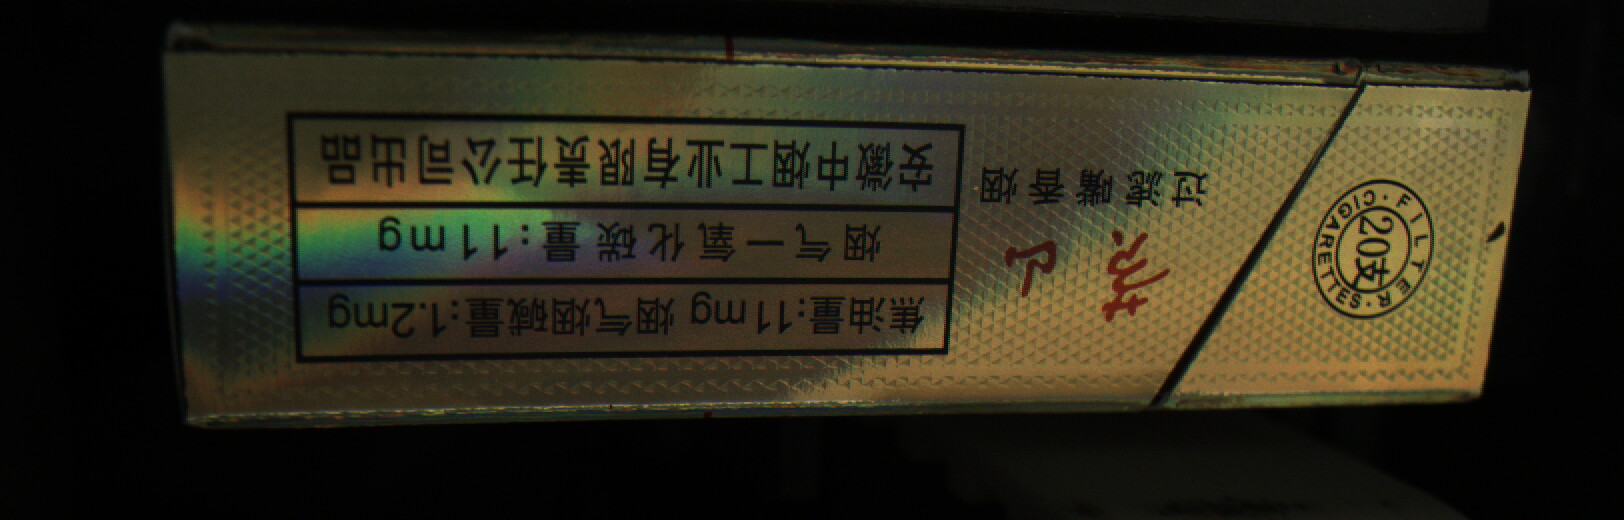 FILTER CIGARETTES
20支
黄山
过滤嘴香烟
焦油量:11mg 烟气烟碱量:1.2mg
烟气一氧化碳量:11mg
安徽中烟工业有限责任公司出品